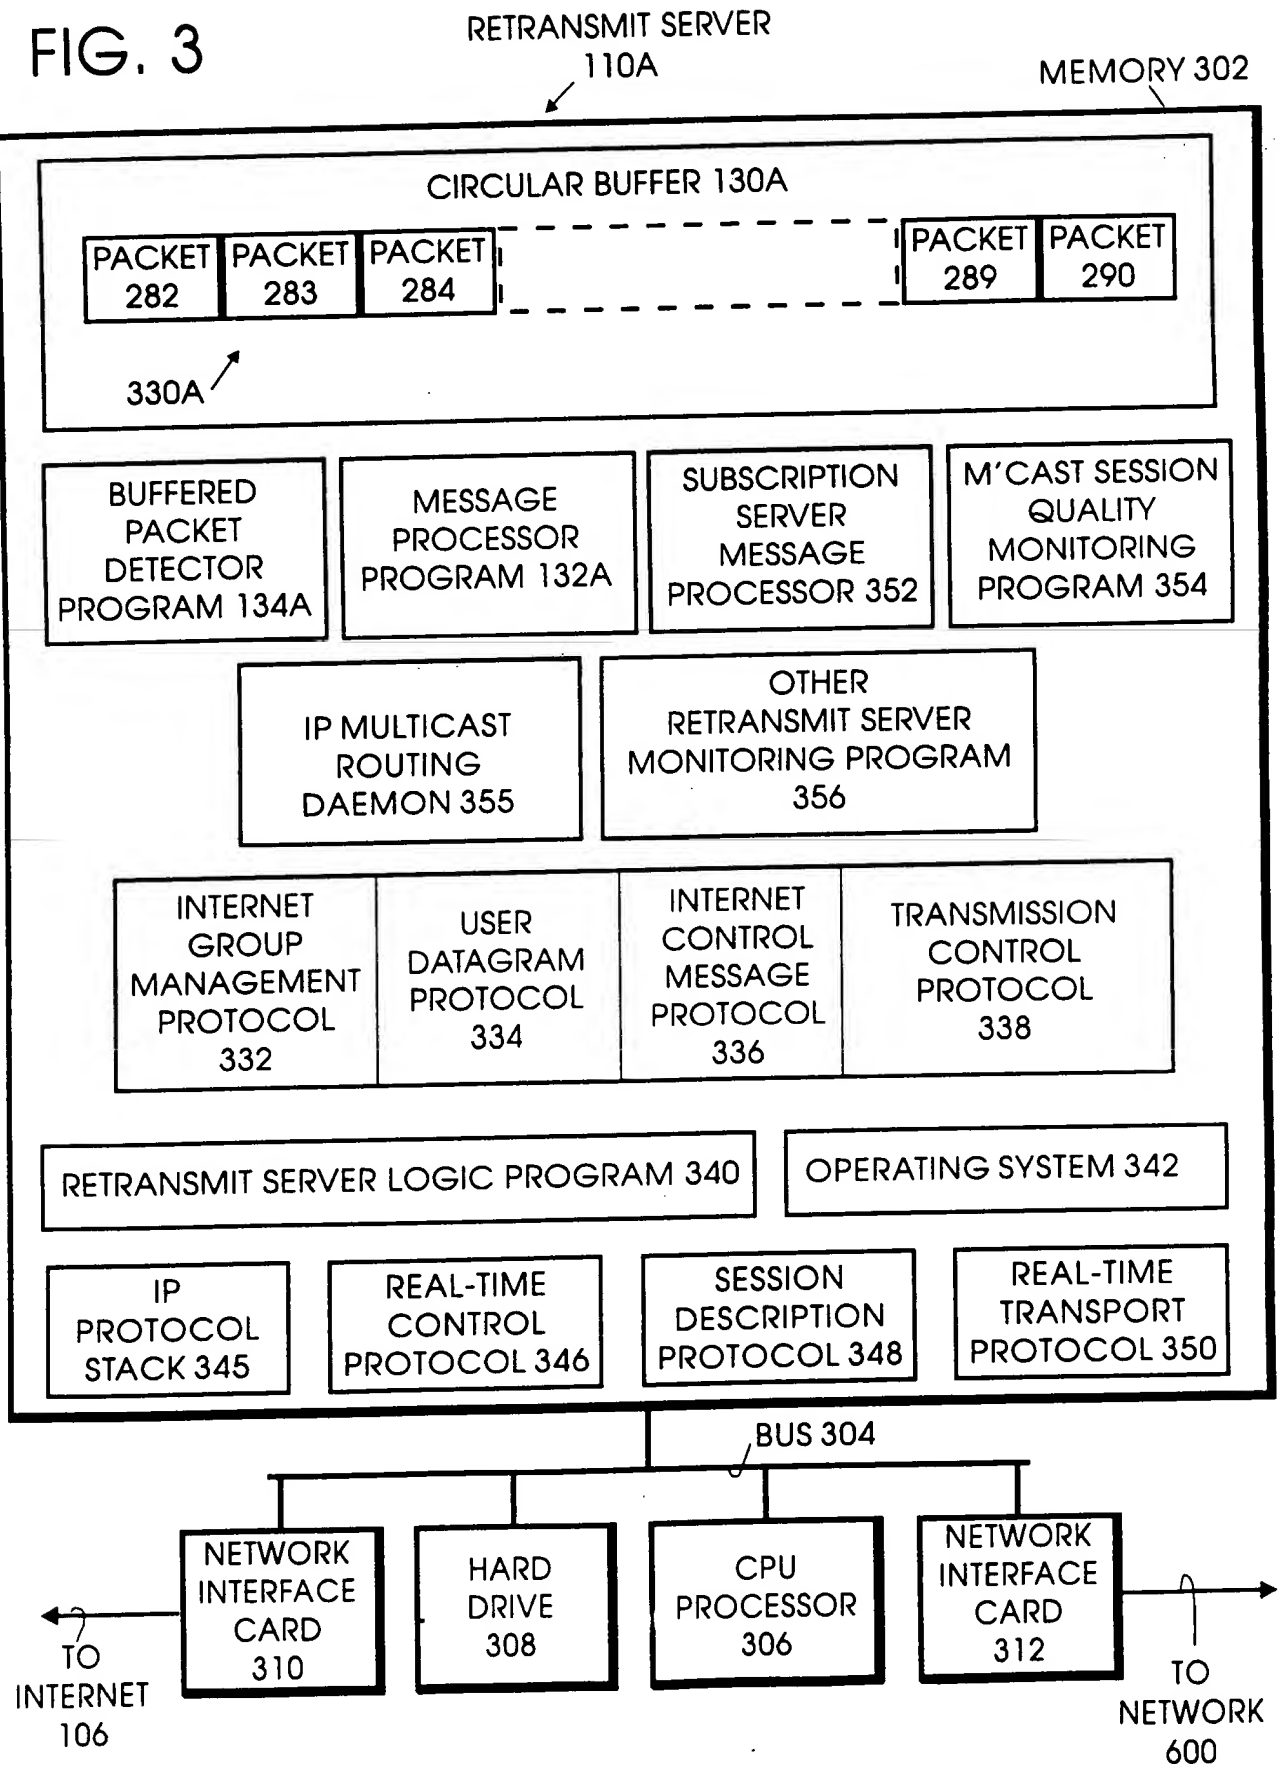 FIG. 3
RETRANSMIT SERVER
110A
MEMORY 302
CIRCULAR BUFFER 130A
PACKET
282
PACKET
283
PACKET
284
PACKET
289
PACKET
290
330A
BUFFERED
PACKET
DETECTOR
PROGRAM 134A
MESSAGE
PROCESSOR
PROGRAM 132A
SUBSCRIPTION
SERVER
MESSAGE
PROCESSOR 352
M'CAST SESSION
QUALITY
MONITORING
PROGRAM 354
IP MULTICAST
ROUTING
DAEMON 355
OTHER
RETRANSMIT SERVER
MONITORING PROGRAM
356
INTERNET
GROUP
MANAGEMENT
PROTOCOL
332
USER
DATAGRAM
PROTOCOL
334
INTERNET
CONTROL
MESSAGE
PROTOCOL
336
TRANSMISSION
CONTROL
PROTOCOL
338
RETRANSMIT SERVER LOGIC PROGRAM 340
OPERATING SYSTEM 342
IP
PROTOCOL
STACK 345
REAL-TIME
CONTROL
PROTOCOL 346
SESSION
DESCRIPTION
PROTOCOL 348
REAL-TIME
TRANSPORT
PROTOCOL 350
BUS 304
NETWORK
INTERFACE
CARD
310
HARD
DRIVE
308
CPU
PROCESSOR
306
NETWORK
INTERFACE
CARD
312
TO
INTERNET
106
TO
NETWORK
600